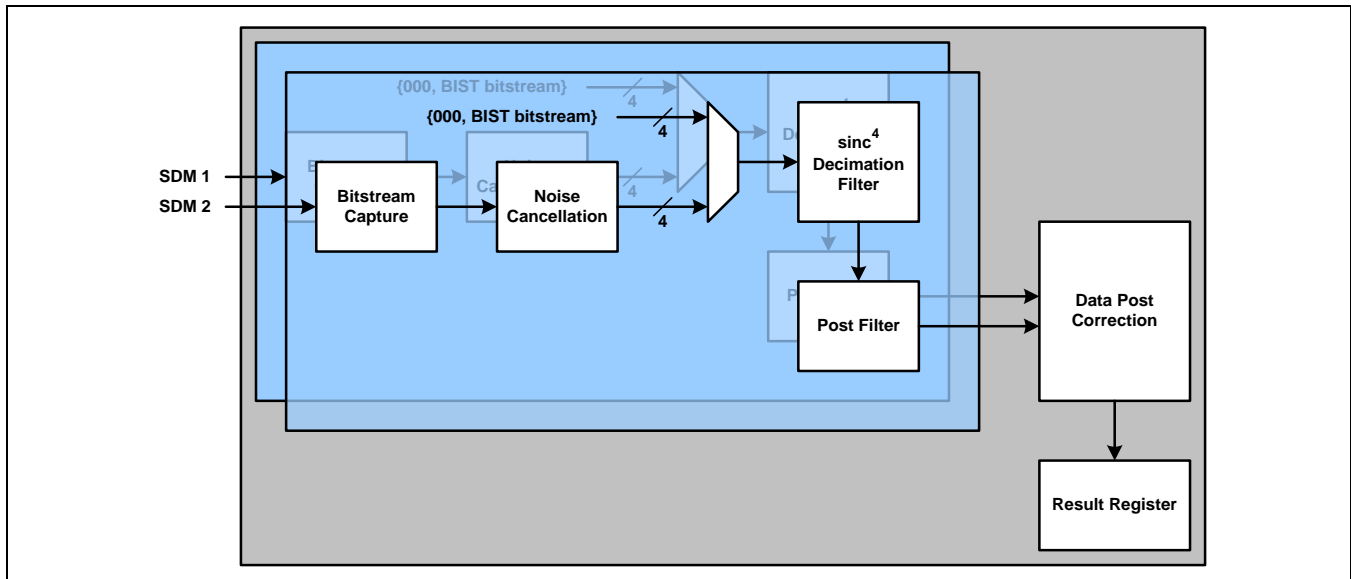 {000, BIST bitstream}
4
{000, BIST bitstream}
4
sinc4
Decimation
Filter
SDM 1
SDM 2
Bitstream
Capture
Noise
Cancellation
4
4
Post Filter
Data Post
Correction
Result Register